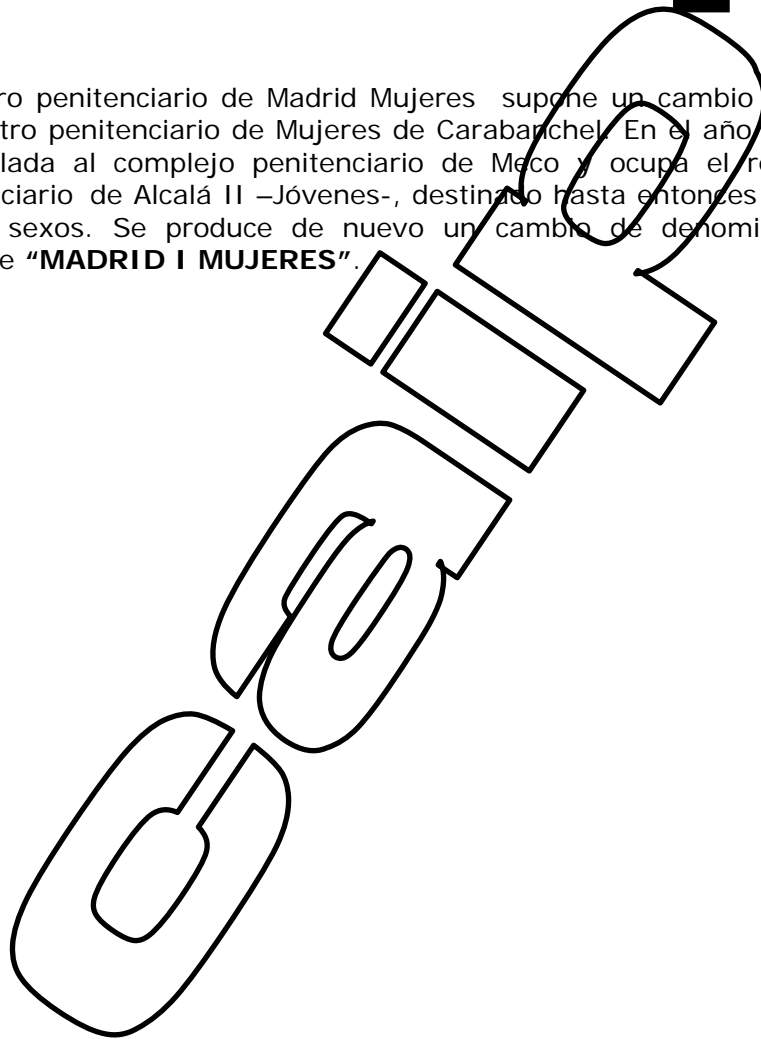 ro penitenciario de Madrid Mujeres supone un cambio
tro penitenciario de Mujeres de Carabanchel. En el año
lada al complejo penitenciario de Meco y ocupa el r
ciario de Alcalá II –Jóvenes-, destinado hasta entonces
sexos. Se produce de nuevo un cambio de denomi
e “MADRID I MUJERES”.
Caip